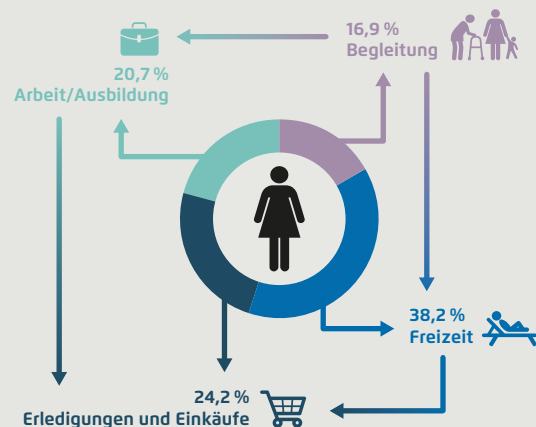 16,9 %
Begleitung
20,7 %
Arbeit/Ausbildung
38,2 %
Freizeit
24,2 %
Erledigungen und Einkäufe